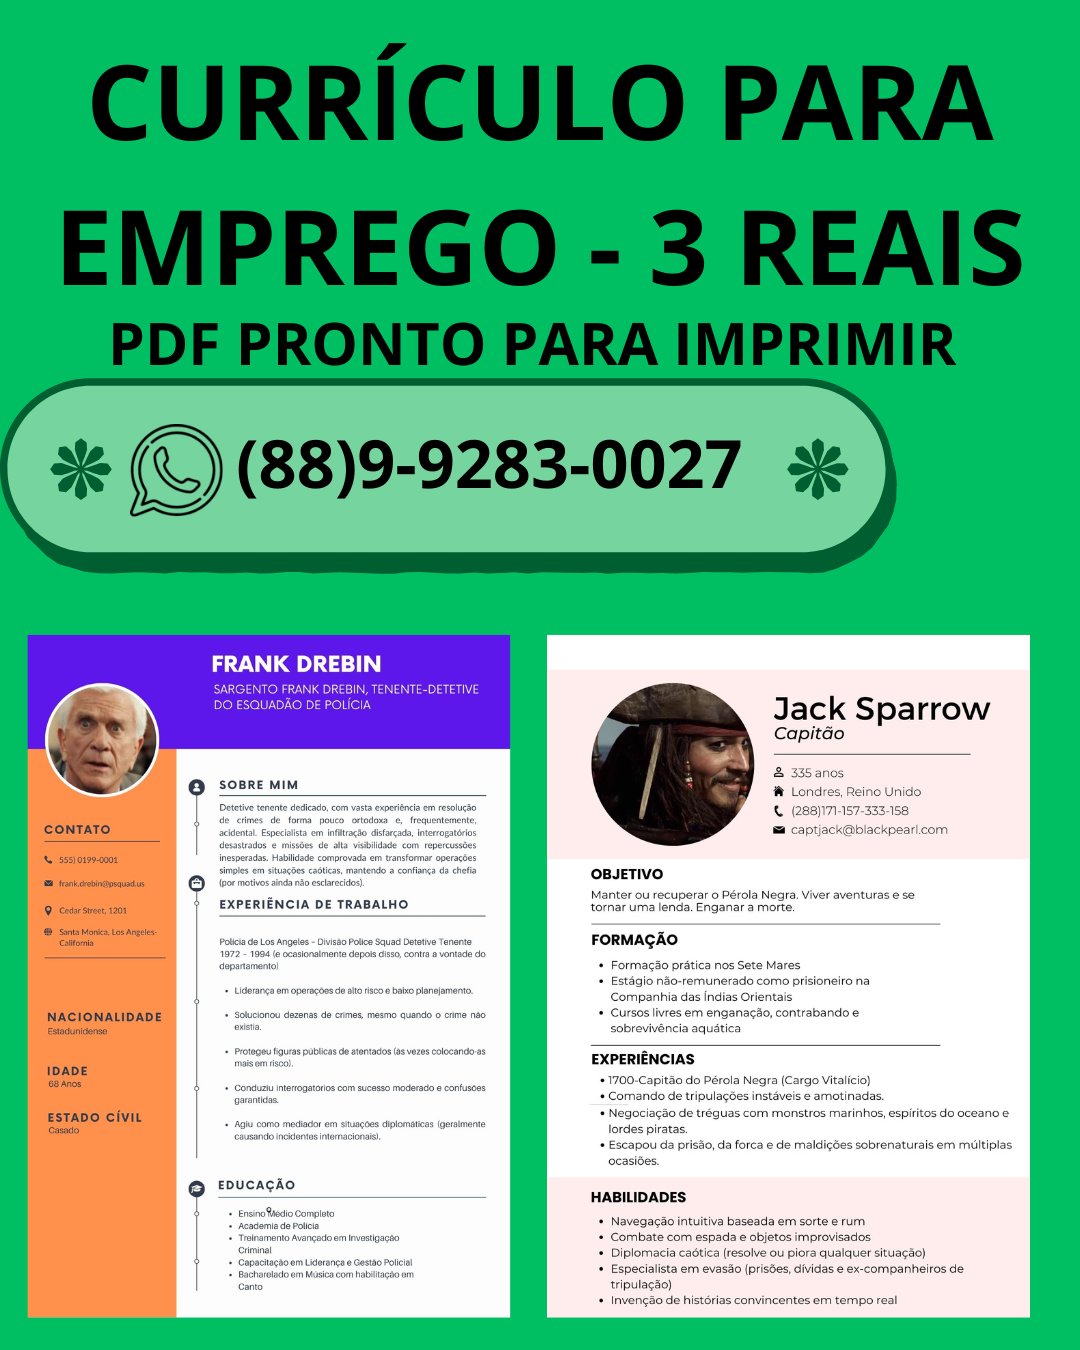 CURRÍCULO PARA
EMPREGO - 3 REAIS
PDF PRONTO PARA IMPRIMIR
(88)9-9283-0027
FRANK DREBIN
SARGENTO FRANK DREBIN, TENENTE-DETETIVE
DO ESQUADÃO DE POLÍCIA
CONTATO
555) 0199-0001
frank.drebin@psquad.us
Cedar Street, 1201
Santa Monica, Los Angeles-
California
NACIONALIDADE
Estadunidense
IDADE
68 Anos
ESTADO CÍVIL
Casado
SOBRE MIM
Detetive tenente dedicado, com vasta experiência em resolução
de crimes de forma pouco ortodoxa e, frequentemente,
acidental. Especialista em infiltração disfarçada, interrogatórios
desastrados e missões de alta visibilidade com repercussões
inesperadas. Habilidade comprovada em transformar operações
simples em situações caóticas, mantendo a confiança da chefia
(por motivos ainda não esclarecidos).
EXPERIÊNCIA DE TRABALHO
Polícia de Los Angeles – Divisão Police Squad Detetive Tenente
1972 – 1994 (e ocasionalmente depois disso, contra a vontade do
departamento)
• Liderança em operações de alto risco e baixo planejamento.
• Solucionou dezenas de crimes, mesmo quando o crime não
existia.
• Protegeu figuras públicas de atentados (às vezes colocando-as
mais em risco).
• Conduziu interrogatórios com sucesso moderado e confusões
garantidas.
• Agiu como mediador em situações diplomáticas (geralmente
causando incidentes internacionais).
EDUCAÇÃO
• Ensino Médio Completo
• Academia de Polícia
• Treinamento Avançado em Investigação
Criminal
• Capacitação em Liderança e Gestão Policial
• Bacharelado em Música com habilitação em
Canto
Jack Sparrow
Capitão
335 anos
Londres, Reino Unido
(288)171-157-333-158
captjack@blackpearl.com
OBJETIVO
Manter ou recuperar o Pérola Negra. Viver aventuras e se
tornar uma lenda. Enganar a morte.
FORMAÇÃO
• Formação prática nos Sete Mares
• Estágio não-remunerado como prisioneiro na
Companhia das Índias Orientais
• Cursos livres em enganação, contrabando e
sobrevivência aquática
EXPERIÊNCIAS
• 1700-Capitão do Pérola Negra (Cargo Vitalício)
• Comando de tripulações instáveis e amotinadas.
• Negociação de tréguas com monstros marinhos, espíritos do oceano e
lordes piratas.
• Escapou da prisão, da forca e de maldições sobrenaturais em múltiplas
ocasiões.
HABILIDADES
• Navegação intuitiva baseada em sorte e rum
• Combate com espada e objetos improvisados
• Diplomacia caótica (resolve ou piora qualquer situação)
• Especialista em evasão (prisões, dívidas e ex-companheiros de
tripulação)
• Invenção de histórias convincentes em tempo real